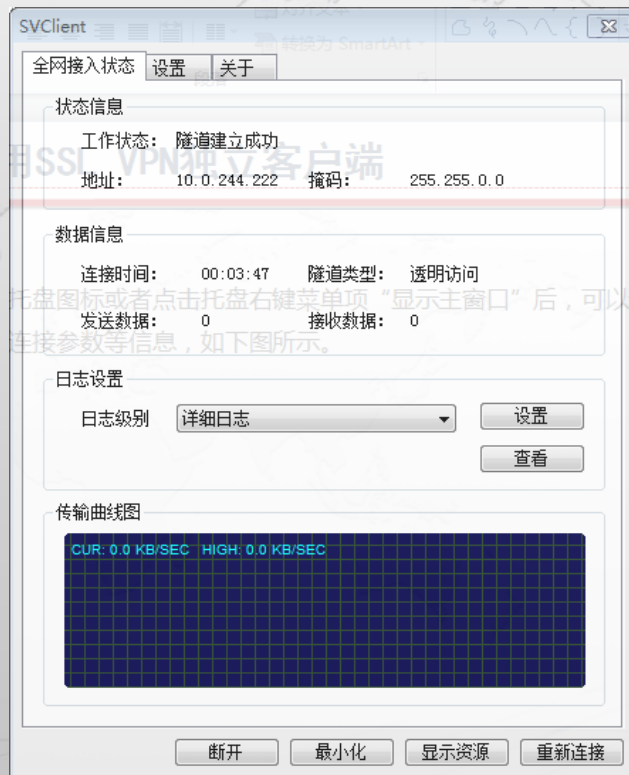 SVClient
转换为 SmartArt
全网接入状态 设置 关于
状态信息
工作状态: 隧道建立成功
用SSL VPN独立客户端
地址: 10.0.244.222 掩码: 255.255.0.0
数据信息
连接时间: 00:03:47 隧道类型: 透明访问
托盘图标或者点击托盘右键菜单项“显示主窗口”后,可以
发送数据: 0 接收数据: 0
连接参数等信息,如下图所示。
日志设置
日志级别 详细日志 设置
查看
传输曲线图
CUR: 0.0 KB/SEC HIGH: 0.0 KB/SEC
断开 最小化 显示资源 重新连接